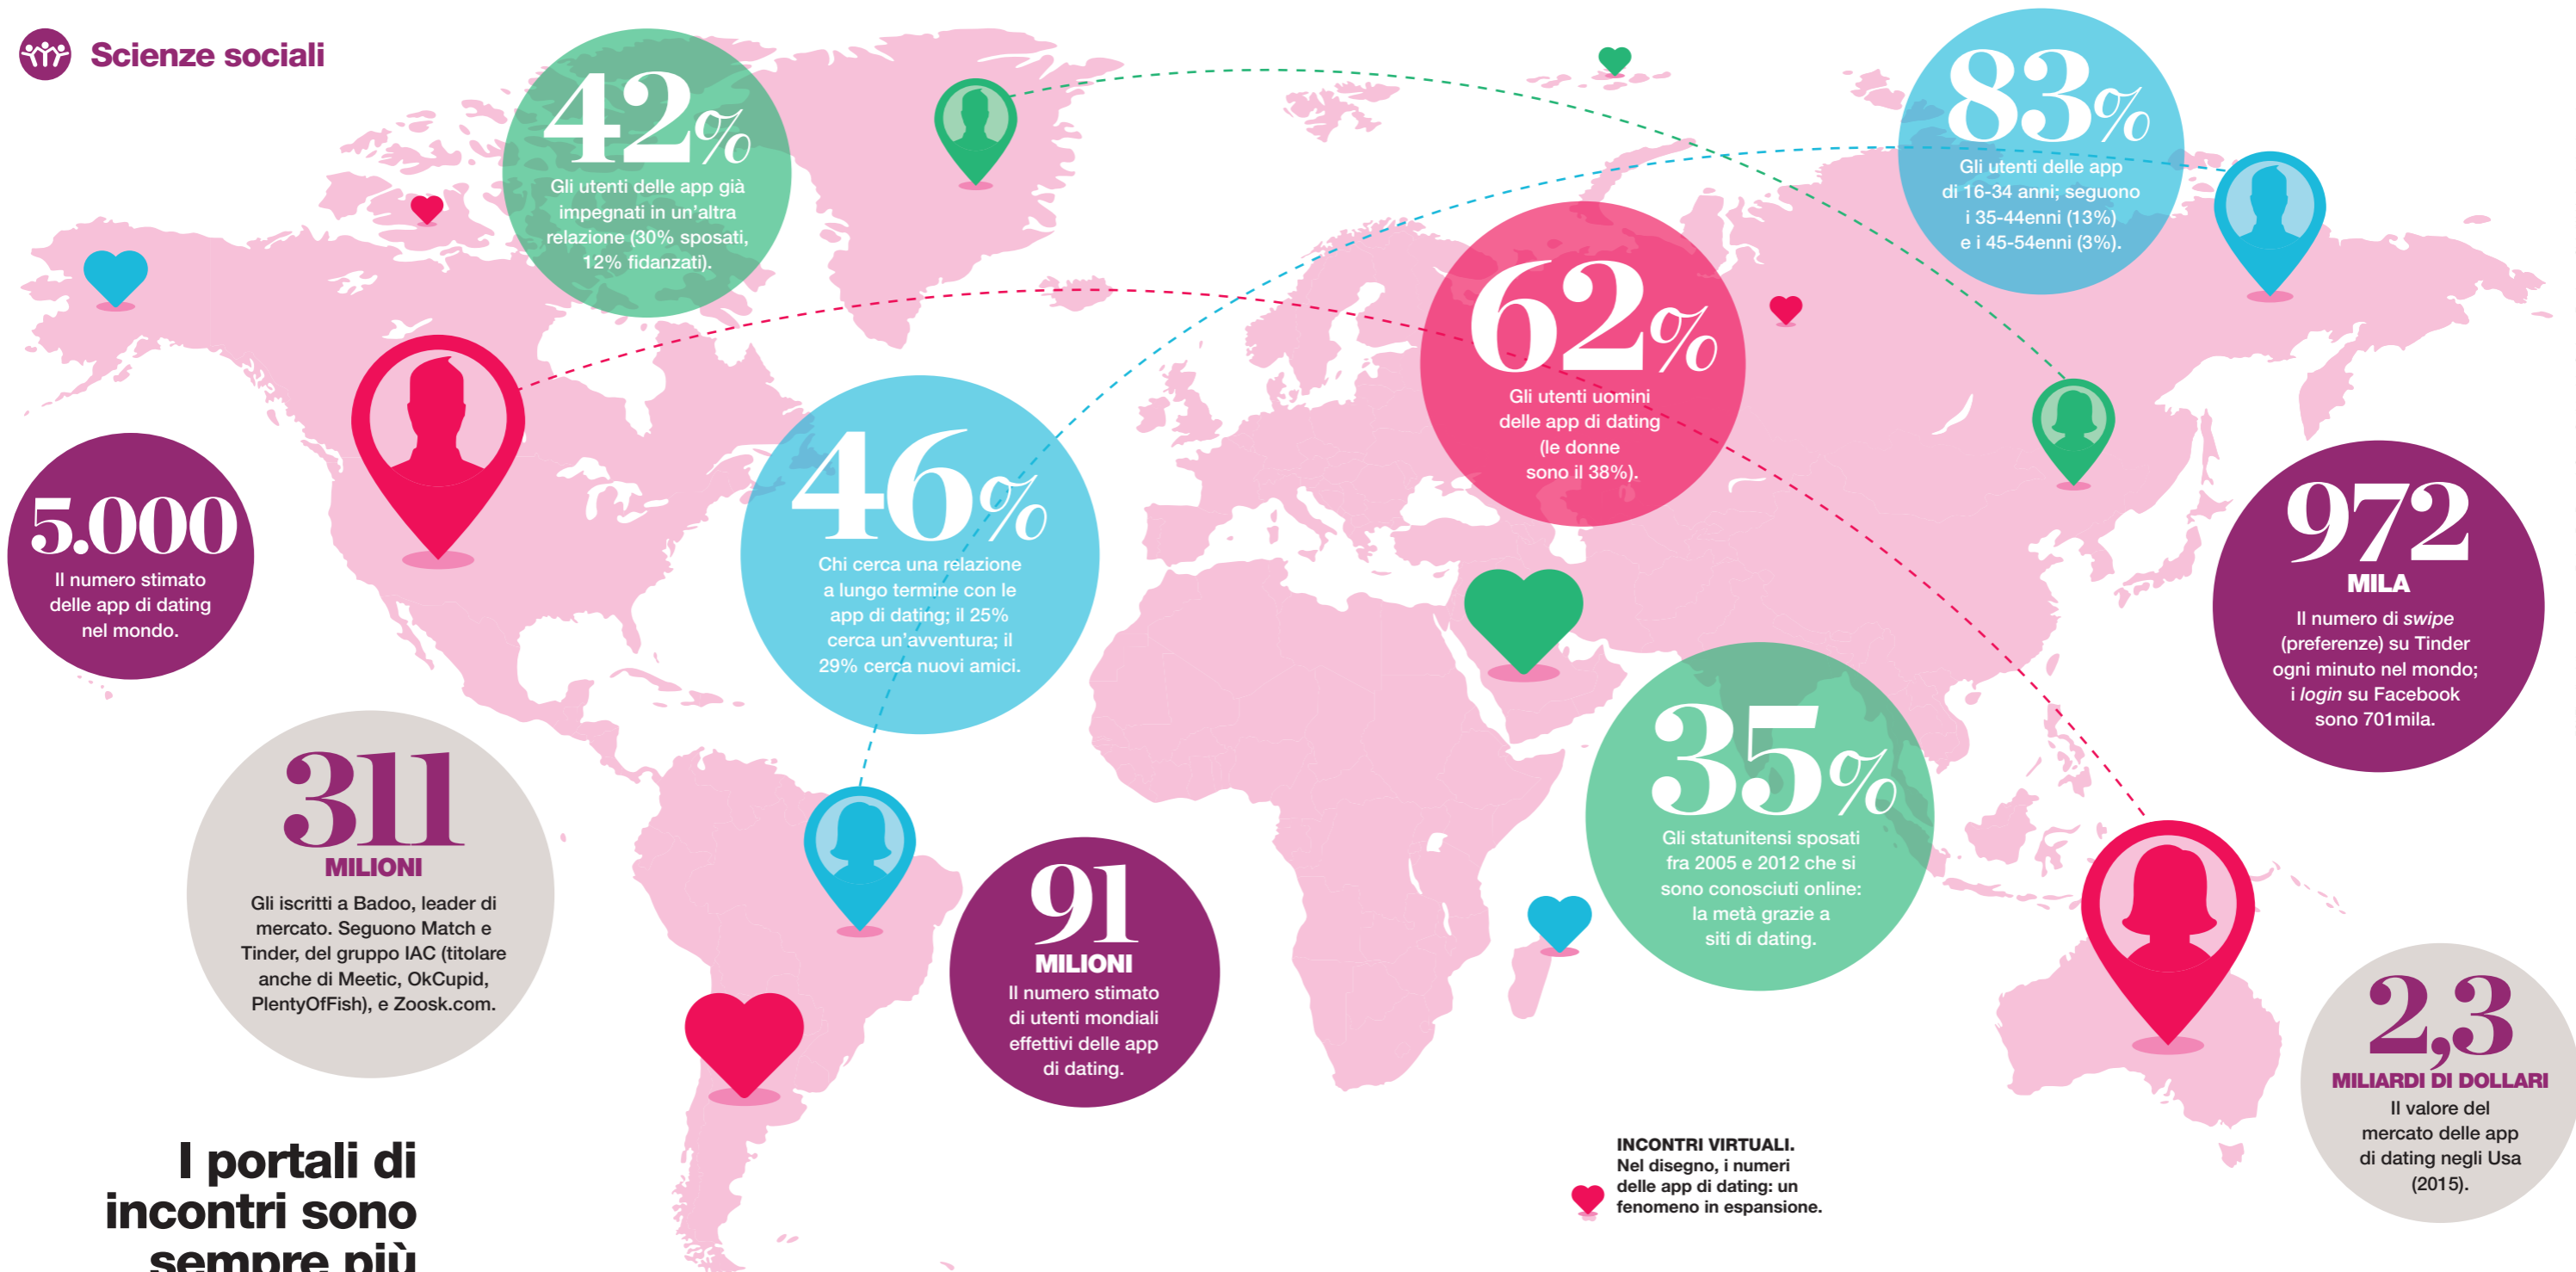 Scienze sociali
42%
Gli utenti delle app già
impegnati in un'altra
relazione (30% sposati,
12% fidanzati).
83%
Gli utenti delle app
di 16-34 anni; seguono
i 35-44enni (13%)
e i 45-54enni (3%).
62%
Gli utenti uomini
delle app di dating
(le donne
sono il 38%).
5.000
Il numero stimato
delle app di dating
nel mondo.
46%
Chi cerca una relazione
a lungo termine con le
app di dating; il 25%
cerca un'avventura; il
29% cerca nuovi amici.
972
MILA
Il numero di swipe
(preferenze) su Tinder
ogni minuto nel mondo;
i login su Facebook
sono 701mila.
311
MILIONI
Gli iscritti a Badoo, leader di
mercato. Seguono Match e
Tinder, del gruppo IAC (titolare
anche di Meetic, OkCupid,
PlentyOfFish), e Zoosk.com.
35%
Gli statunitensi sposati
fra 2005 e 2012 che si
sono conosciuti online:
la metà grazie a
siti di dating.
91
MILIONI
Il numero stimato
di utenti mondiali
effettivi delle app
di dating.
2,3
MILIARDI DI DOLLARI
Il valore del
mercato delle app
di dating negli Usa
(2015).
INCONTRI VIRTUALI.
Nel disegno, i numeri
delle app di dating: un
fenomeno in espansione.
I portali di
incontri sono
sempre più